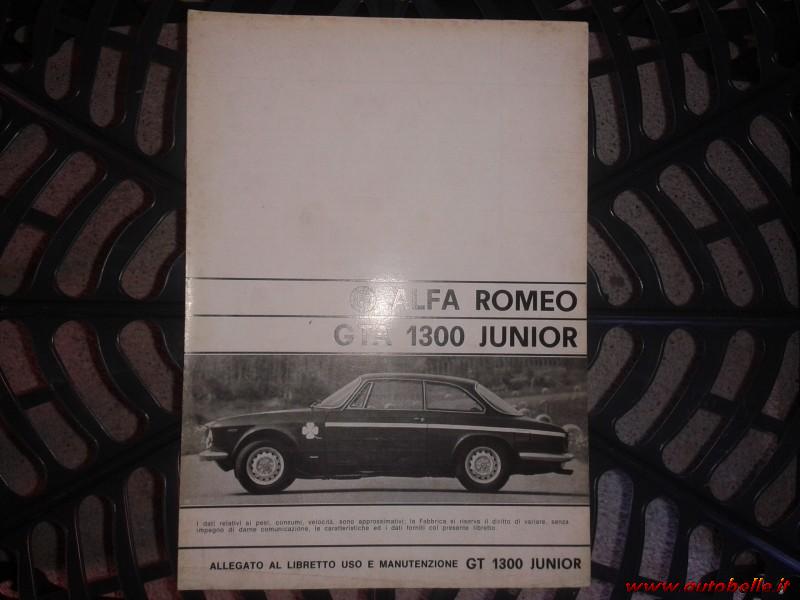 ALFA ROMEO
GTA 1300 JUNIOR
I dati relativi ai pesi, consumi, velocità, sono approssimativi; la Fabbrica si riserva il diritto di variare, senza
impegno di darne comunicazione, le caratteristiche ed i dati forniti col presente libretto.
ALLEGATO AL LIBRETTO USO E MANUTENZIONE GT 1300 JUNIOR
www.autobelle.it